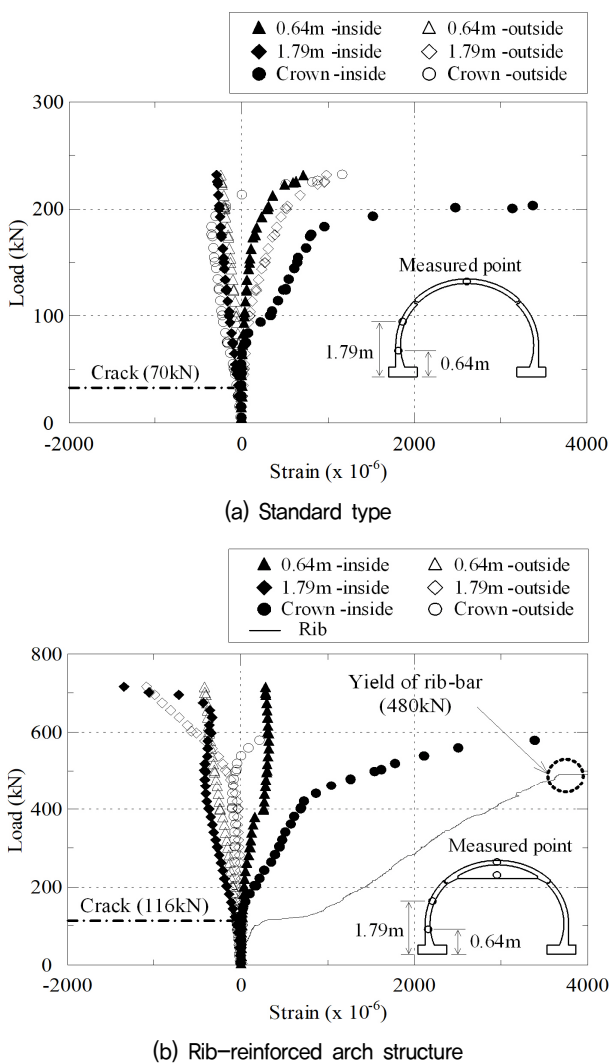 ▲ 0.64m-inside △ 0.64m-outside
◆ 1.79m-inside ◇ 1.79m-outside
● Crown-inside ○ Crown-outside
300
200
100
0
Load (kN)
Crack (70kN)
Measured point
1.79m
0.64m
-2000 0 2000 4000
Strain (x 10-6)
(a) Standard type
▲ 0.64m-inside △ 0.64m-outside
◆ 1.79m-inside ◇ 1.79m-outside
● Crown-inside ○ Crown-outside
— Rib
800
600
400
200
0
Load (kN)
Yield of rib-bar
(480kN)
Crack (116kN)
Measured point
1.79m
0.64m
-2000 0 2000 4000
Strain (x 10-6)
(b) Rib-reinforced arch structure